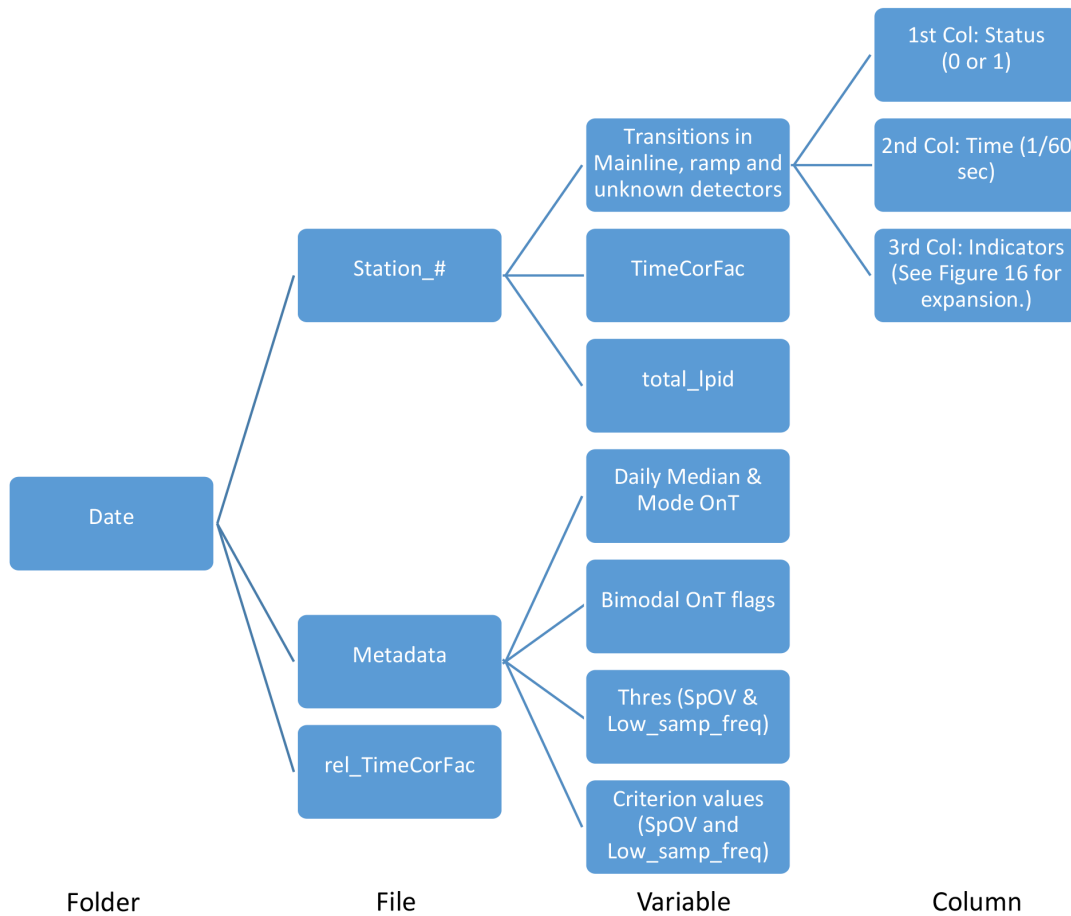 1st Col: Status
(0 or 1)
Transitions in
Mainline, ramp and
unknown detectors
2nd Col: Time (1/60
sec)
Station_#
TimeCorFac
3rd Col: Indicators
(See Figure 16 for
expansion.)
total_lpid
Date
Daily Median &
Mode OnT
Bimodal OnT flags
Metadata
Thres (SpOV &
Low_samp_freq)
rel_TimeCorFac
Criterion values
(SpOV and
Low_samp_freq)
Folder
File
Variable
Column